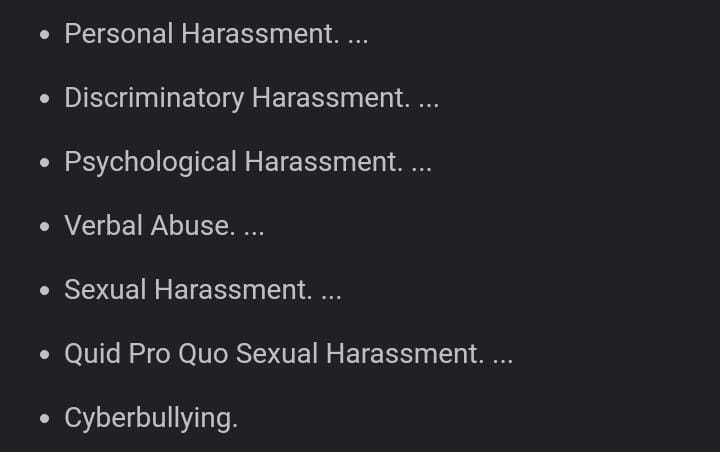 • Personal Harassment. ...
• Discriminatory Harassment. ...
• Psychological Harassment. ...
• Verbal Abuse. ...
• Sexual Harassment. ...
• Quid Pro Quo Sexual Harassment. ...
• Cyberbullying.